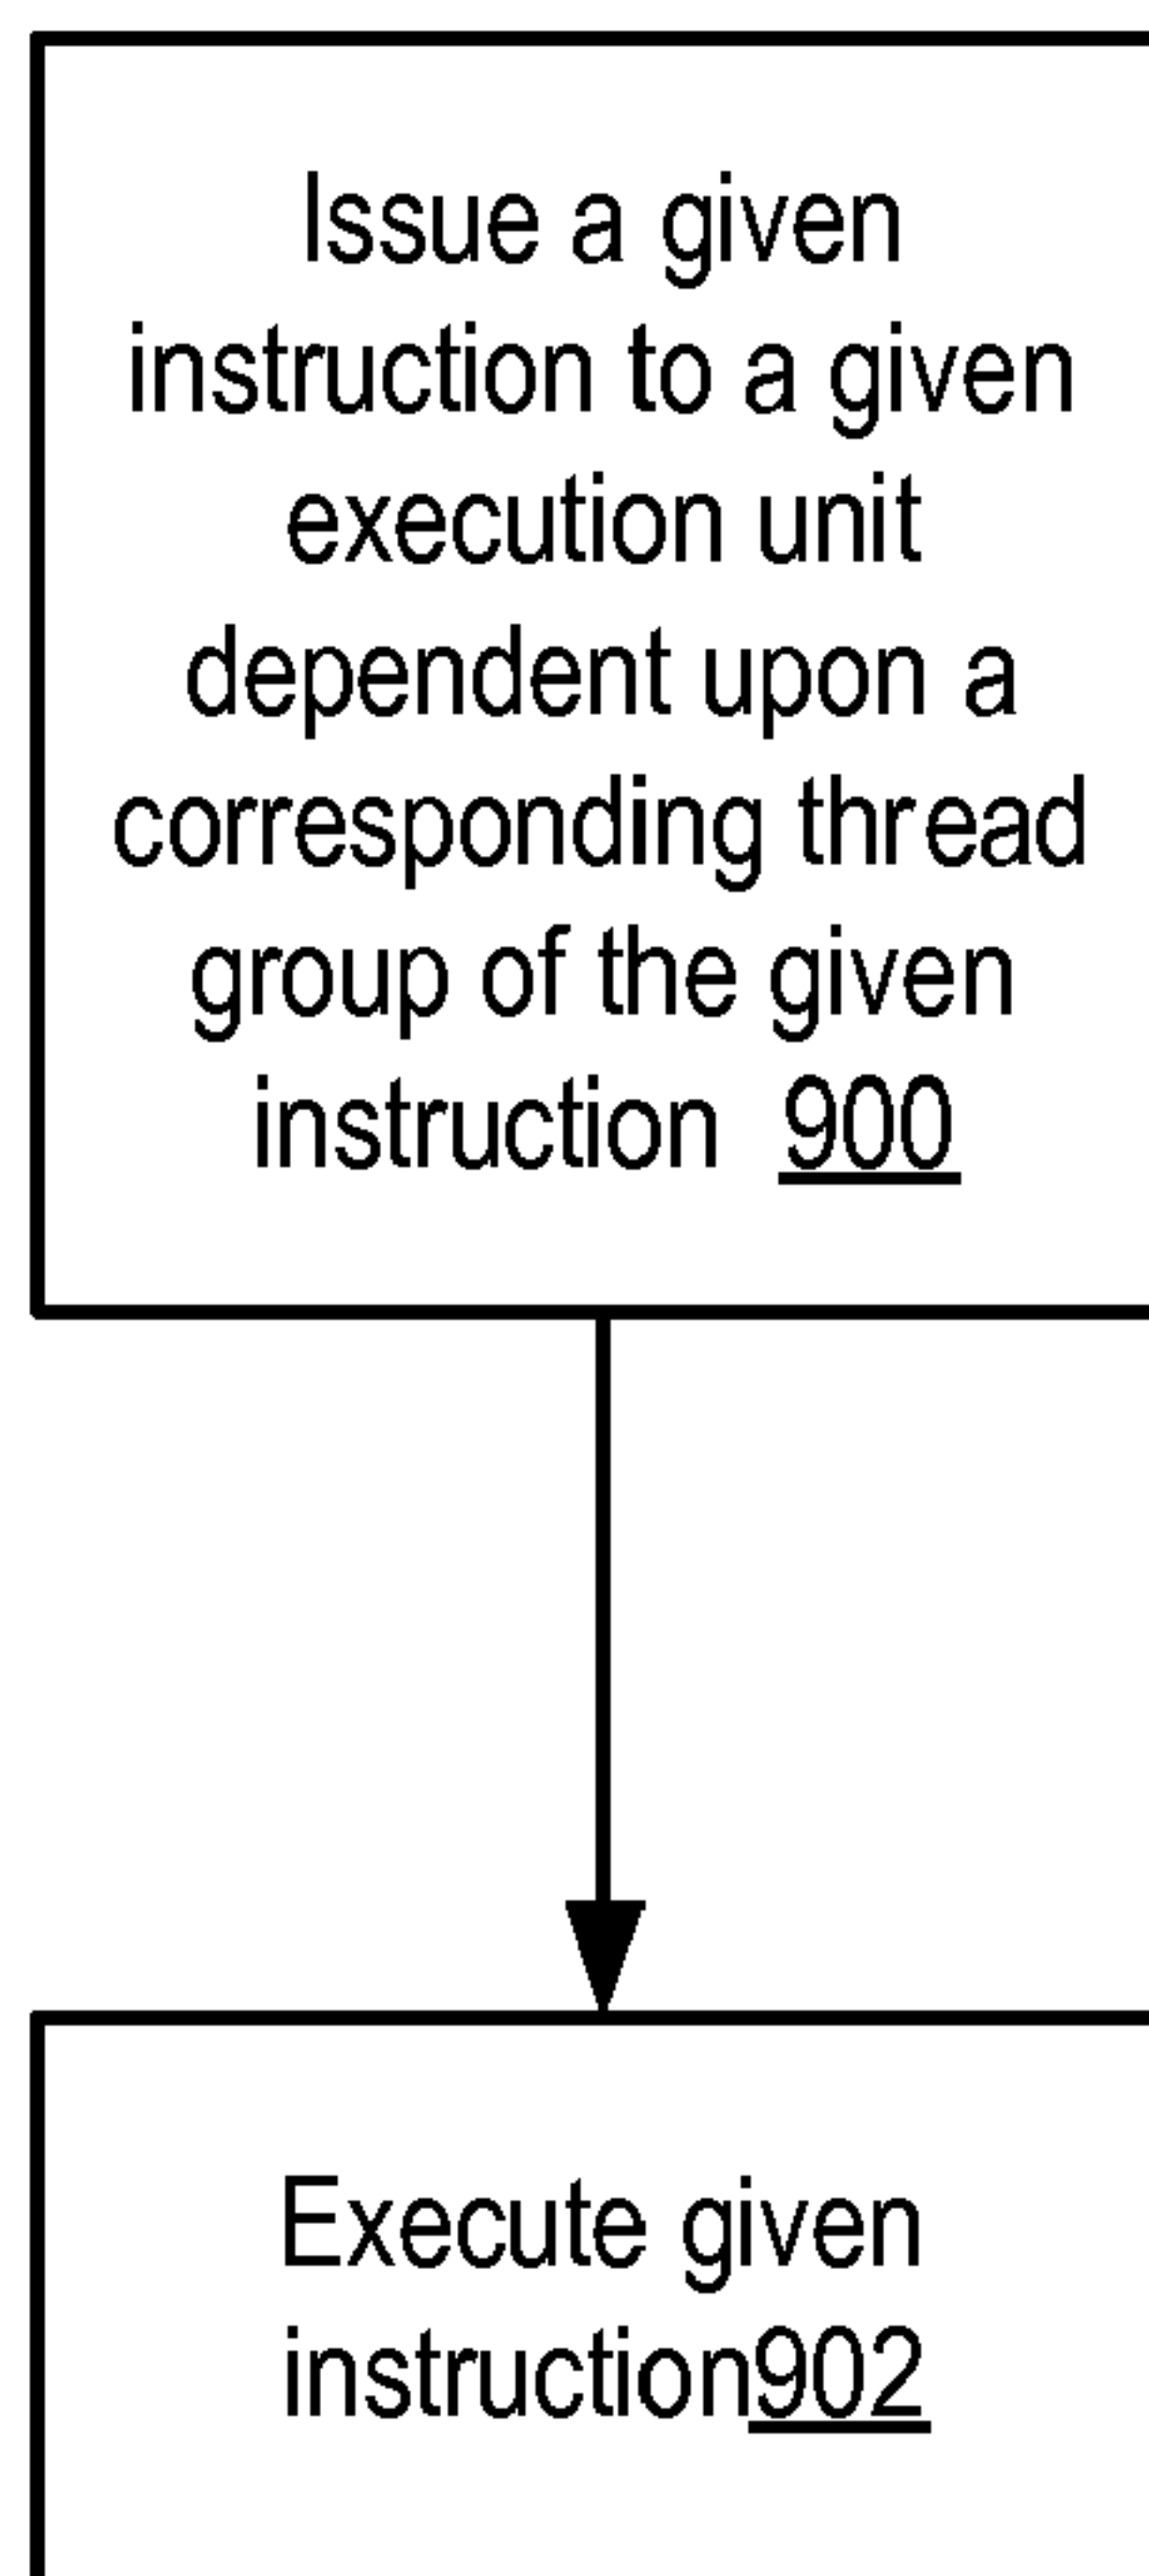 Issue a given
instruction to a given
execution unit
dependent upon a
corresponding thread
group of the given
instruction 900
Execute given
instruction902